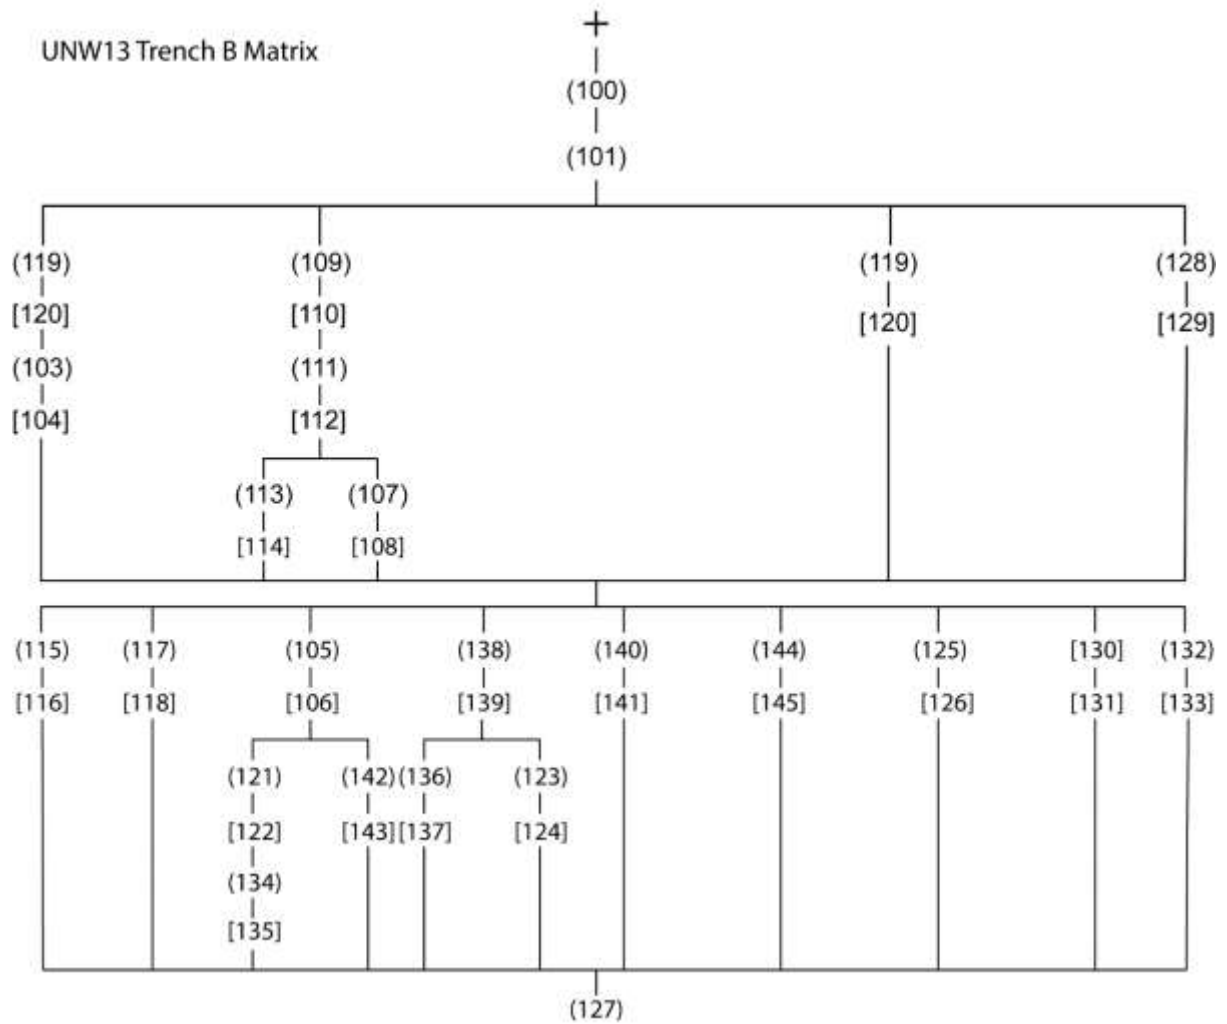 +
UNW13 Trench B Matrix
(100)
(101)
(119) (109) (119) (128)
[120] [110] [120] [129]
(103) (111)
[104] [112]
(113) (107)
[114] [108]
(115) (117) (105) (138) (140) (144) (125) [130] (132)
[116] [118] [106] [139] [141] [145] [126] [131] [133]
(121) (142) (136) (123)
[122] [143] [137] [124]
(134)
[135]
(127)